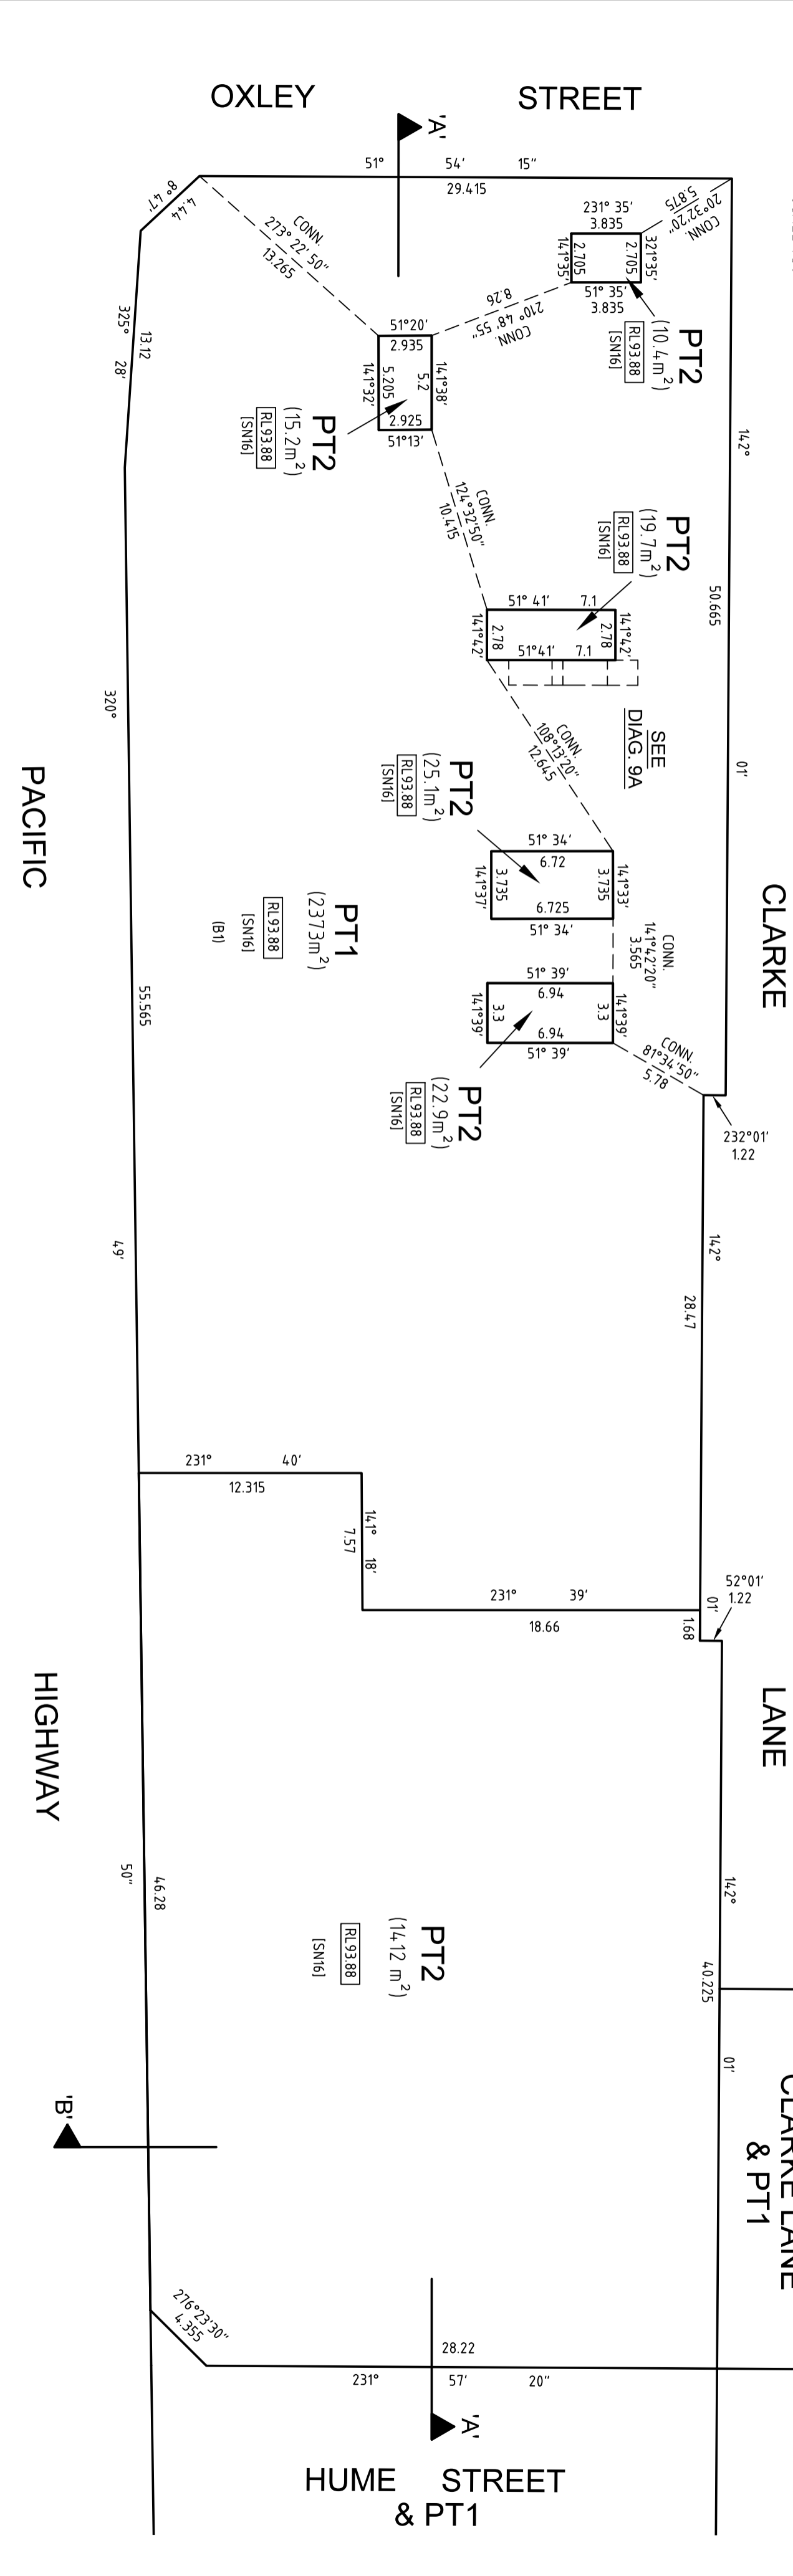 OXLEY STREET
'A'
51° 54' 15"
29.415
8° 47'
4.44
CONN.
273° 22' 50"
13.265
CONN.
20°32'20"
5.875
231° 35'
3.835
141°35'
2.705
2.705
321°35'
51° 35'
3.835
PT2
(10.4m²)
RL93.88
[SN16]
CONN.
210° 48' 55"
8.26
51°20'
2.935
141°32'
5.205
5.2
141°38'
2.925
51°13'
PT2
(15.2m²)
RL93.88
[SN16]
325° 28'
13.12
142° 01'
50.665
CONN.
124°32'50"
10.415
PT2
(19.7m²)
RL93.88
[SN16]
51° 41' 7.1
141°42'
2.78
2.78
141°42'
51°41' 7.1
SEE
DIAG. 9A
CONN.
108°13'20"
12.645
PT2
(25.1m²)
RL93.88
[SN16]
51° 34'
6.72
141°37'
3.735
3.735
141°33'
6.725
51° 34'
CONN.
141°42'20"
3.565
PT1
(2373m²)
RL93.88
[SN16]
(B1)
51° 39'
6.94
141°39'
3.3
3.3
141°39'
6.94
51° 39'
PT2
(22.9m²)
RL93.88
[SN16]
CONN.
81°34'50"
5.78
232°01'
1.22
PACIFIC HIGHWAY
320° 49' 50"
55.565
CLARKE LANE
142° 01'
28.47
231° 40'
12.315
141° 18'
7.57
231° 39'
18.66
1.68
52°01'
1.22
46.28
142° 01'
40.225
PT2
(1412 m²)
RL93.88
[SN16]
CLARKE LANE
& PT1
'B'
276°23'30"
4.355
28.22
231° 57' 20"
'A'
HUME STREET
& PT1